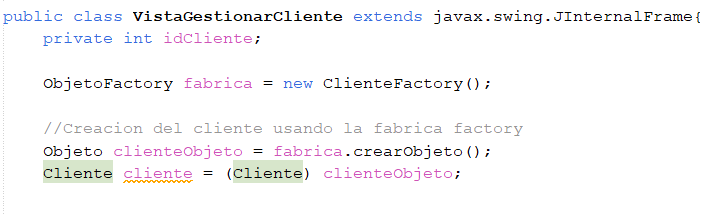 public class VistaGestionarCliente extends javax.swing.JInternalFrame{
private int idCliente;
ObjetoFactory fabrica = new ClienteFactory();
//Creacion del cliente usando la fabrica factory
Objeto clienteObjeto = fabrica.crearObjeto();
Cliente cliente = (Cliente) clienteObjeto;